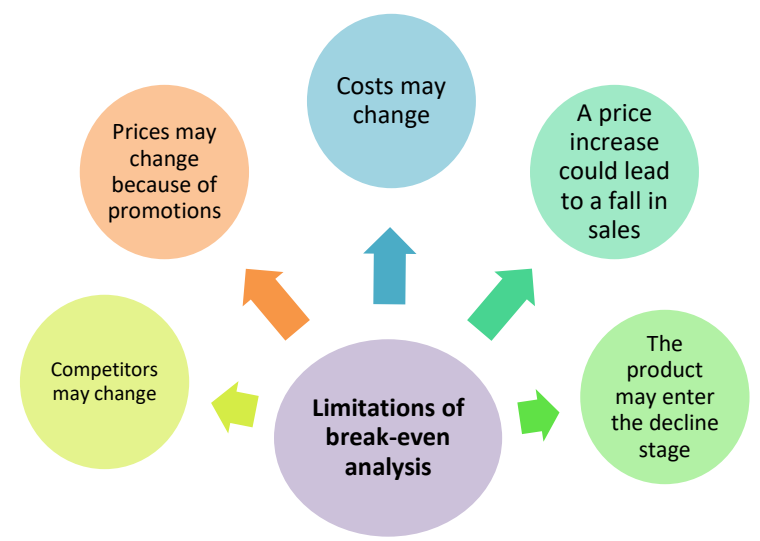 Costs may
change
Prices may
change
because of
promotions
A price
increase
could lead
to a fall in
sales
Competitors
may change
The
product
may enter
the decline
stage
Limitations of
break-even
analysis